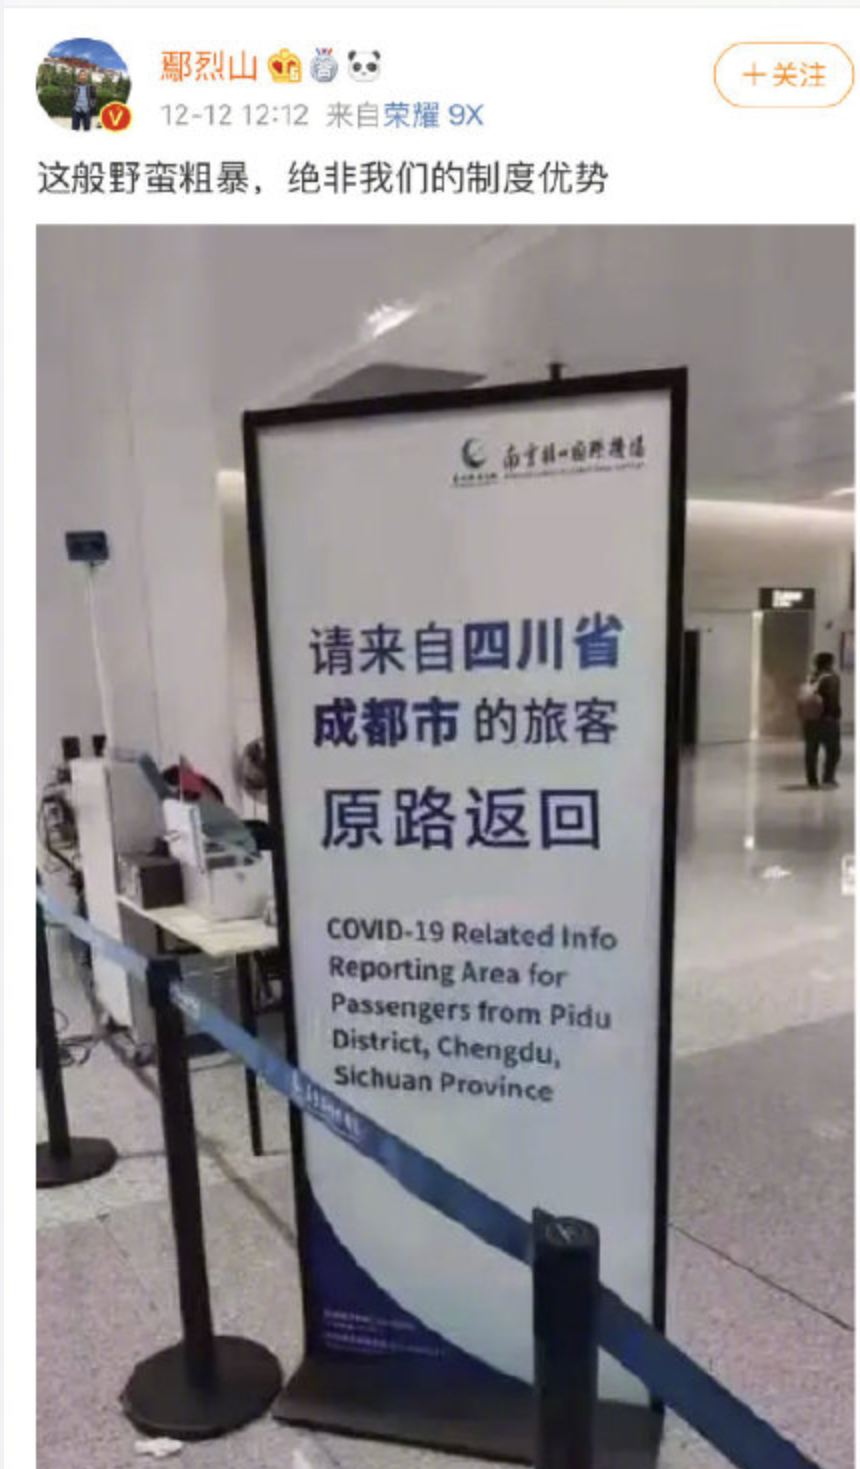 鄢烈山
12-12 12:12 来自荣耀 9X
+关注
这般野蛮粗暴，绝非我们的制度优势
南京禄口国际机场
请来自四川省
成都市的旅客
原路返回
COVID-19 Related Info
Reporting Area for
Passengers from Pidu
District, Chengdu,
Sichuan Province